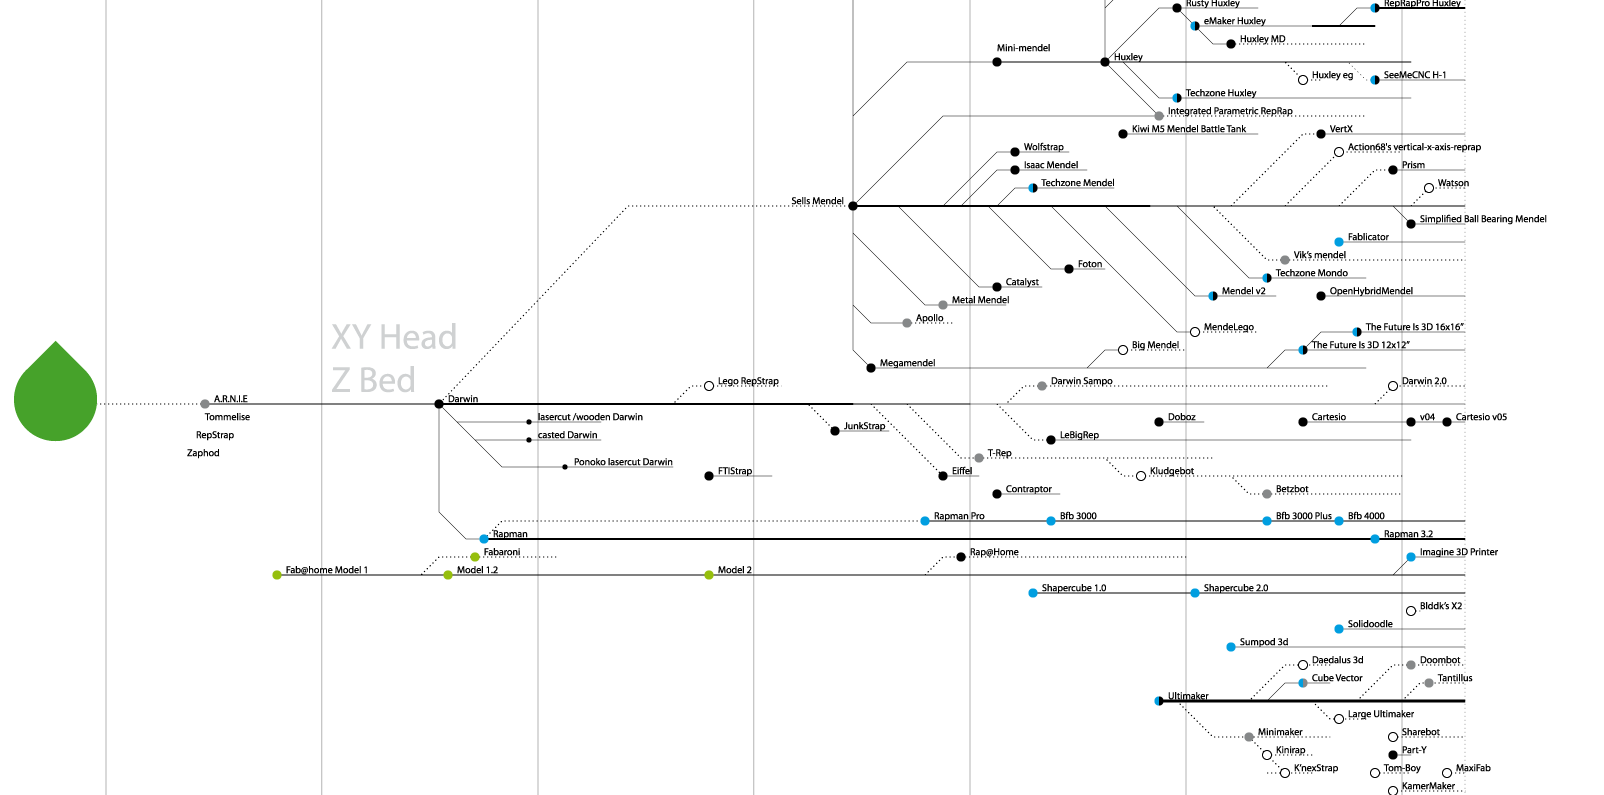 Rusty Huxley
RepRapPro Huxley
eMaker Huxley
Huxley MD
Mini-mendel
Huxley
Huxley eg
SeeMeCNC H-1
Techzone Huxley
Integrated Parametric RepRap
Kiwi M5 Mendel Battle Tank
VertX
Wolfstrap
Action68's vertical-x-axis-reprap
Isaac Mendel
Prism
Techzone Mendel
Watson
Sells Mendel
Simplified Ball Bearing Mendel
Fablicator
Vik's mendel
Foton
Techzone Mondo
Catalyst
Mendel v2
OpenHybridMendel
Metal Mendel
Apollo
MendeLego
The Future Is 3D 16x16"
XY Head
Z Bed
Big Mendel
The Future Is 3D 12x12"
Megamendel
Lego RepStrap
Darwin Sampo
Darwin 2.0
A.R.N.I.E
Darwin
Tommelise
lasercut /wooden Darwin
Doboz
Cartesio
v04
Cartesio v05
RepStrap
casted Darwin
JunkStrap
LeBigRep
Zaphod
T-Rep
Ponoko lasercut Darwin
FTIStrap
Eiffel
Kludgebot
Contraptor
Betzbot
Rapman Pro
Bfb 3000
Bfb 3000 Plus
Bfb 4000
Rapman
Rapman 3.2
Fabaroni
Rap@Home
Imagine 3D Printer
Fab@home Model 1
Model 1.2
Model 2
Shapercube 1.0
Shapercube 2.0
Blddk's X2
Solidoodle
Sumpod 3d
Daedalus 3d
Doombot
Cube Vector
Tantillus
Ultimaker
Large Ultimaker
Minimaker
Sharebot
Kinirap
Part-Y
K'nexStrap
Tom-Boy
MaxiFab
KamerMaker